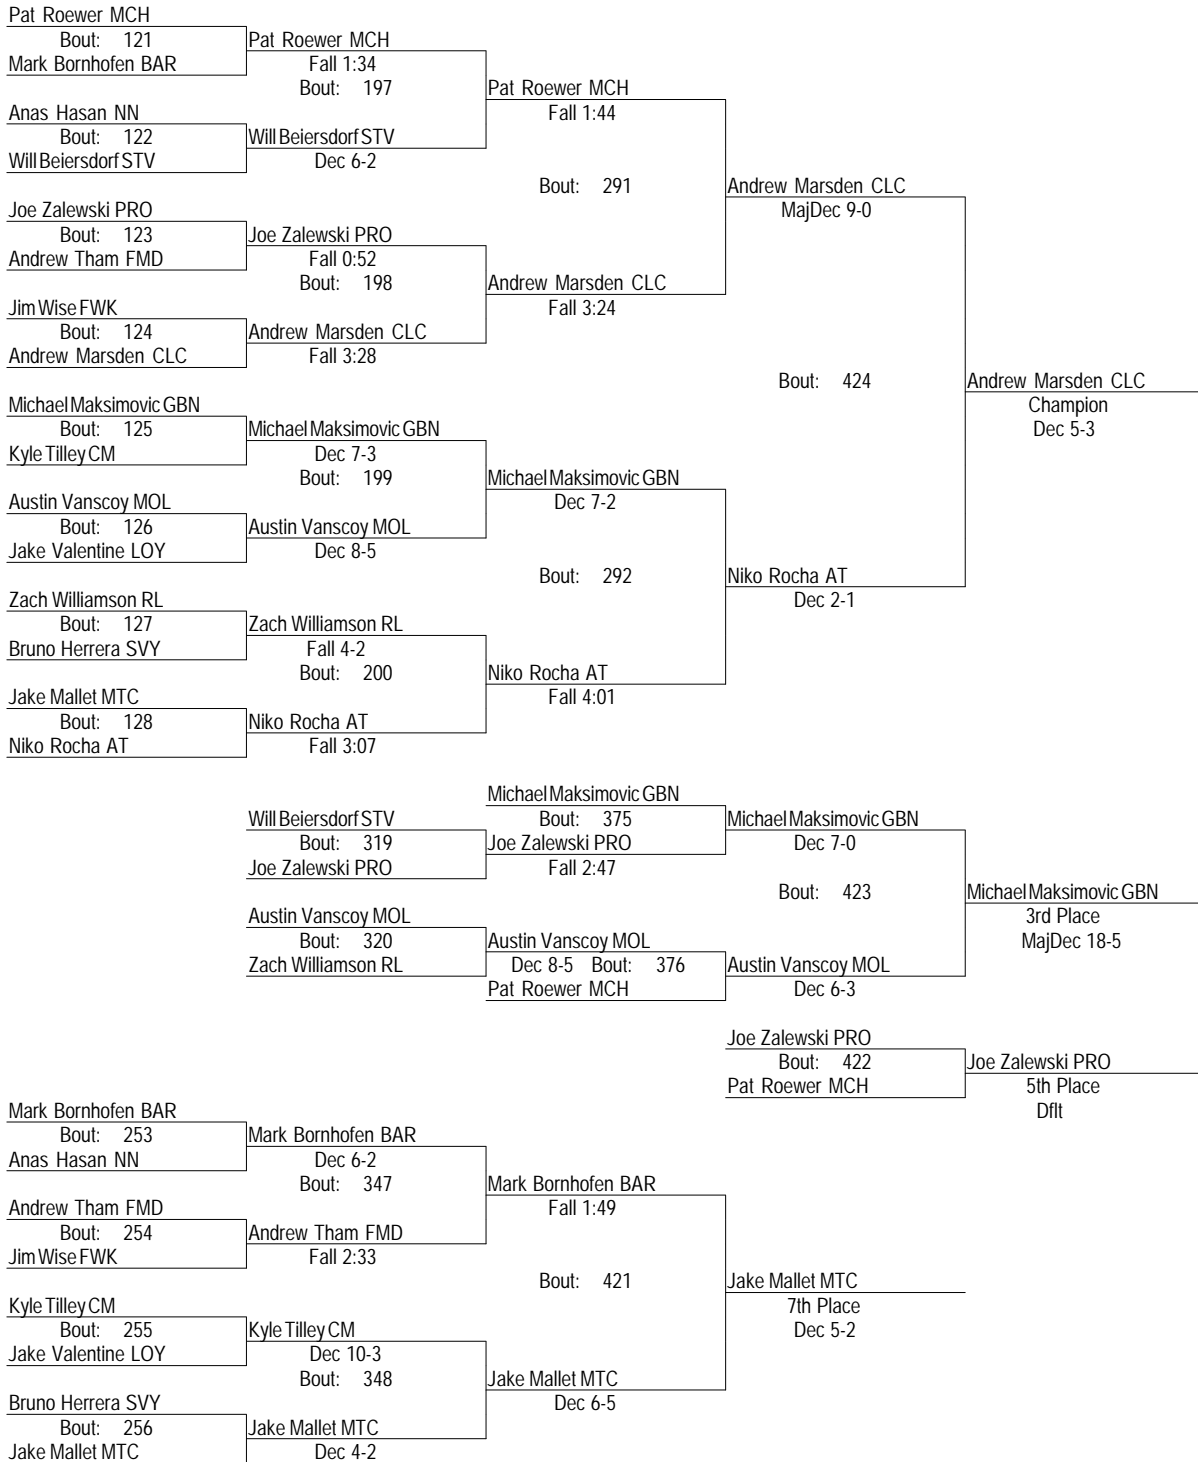 Pat Roewer MCH
Bout: 121 Pat Roewer MCH
Mark Bornhofen BAR Fall 1:34
Bout: 197 Pat Roewer MCH
Anas Hasan NN Fall 1:44
Bout: 122 Will Beiersdorf STV
Will Beiersdorf STV Dec 6-2
Bout: 291 Andrew Marsden CLC
Joe Zalewski PRO MajDec 9-0
Bout: 123 Joe Zalewski PRO
Andrew Tham FMD Fall 0:52
Bout: 198 Andrew Marsden CLC
Jim Wise FWK Fall 3:24
Bout: 124 Andrew Marsden CLC
Andrew Marsden CLC Fall 3:28
Bout: 424 Andrew Marsden CLC
Michael Maksimovic GBN Champion
Bout: 125 Michael Maksimovic GBN Dec 5-3
Kyle Tilley CM Dec 7-3
Bout: 199 Michael Maksimovic GBN
Austin Vanscoy MOL Dec 7-2
Bout: 126 Austin Vanscoy MOL
Jake Valentine LOY Dec 8-5
Bout: 292 Niko Rocha AT
Zach Williamson RL Dec 2-1
Bout: 127 Zach Williamson RL
Bruno Herrera SVY Fall 4-2
Bout: 200 Niko Rocha AT
Jake Mallet MTC Fall 4:01
Bout: 128 Niko Rocha AT
Niko Rocha AT Fall 3:07
Michael Maksimovic GBN
Will Beiersdorf STV Bout: 375 Michael Maksimovic GBN
Bout: 319 Joe Zalewski PRO Dec 7-0
Joe Zalewski PRO Fall 2:47
Bout: 423 Michael Maksimovic GBN
Austin Vanscoy MOL 3rd Place
Bout: 320 Austin Vanscoy MOL MajDec 18-5
Zach Williamson RL Dec 8-5 Bout: 376 Austin Vanscoy MOL
Pat Roewer MCH Dec 6-3
Joe Zalewski PRO
Bout: 422 Joe Zalewski PRO
Pat Roewer MCH 5th Place
Mark Bornhofen BAR Dflt
Bout: 253 Mark Bornhofen BAR
Anas Hasan NN Dec 6-2
Bout: 347 Mark Bornhofen BAR
Andrew Tham FMD Fall 1:49
Bout: 254 Andrew Tham FMD
Jim Wise FWK Fall 2:33
Bout: 421 Jake Mallet MTC
Kyle Tilley CM 7th Place
Bout: 255 Kyle Tilley CM Dec 5-2
Jake Valentine LOY Dec 10-3
Bout: 348 Jake Mallet MTC
Bruno Herrera SVY Dec 6-5
Bout: 256 Jake Mallet MTC
Jake Mallet MTC Dec 4-2